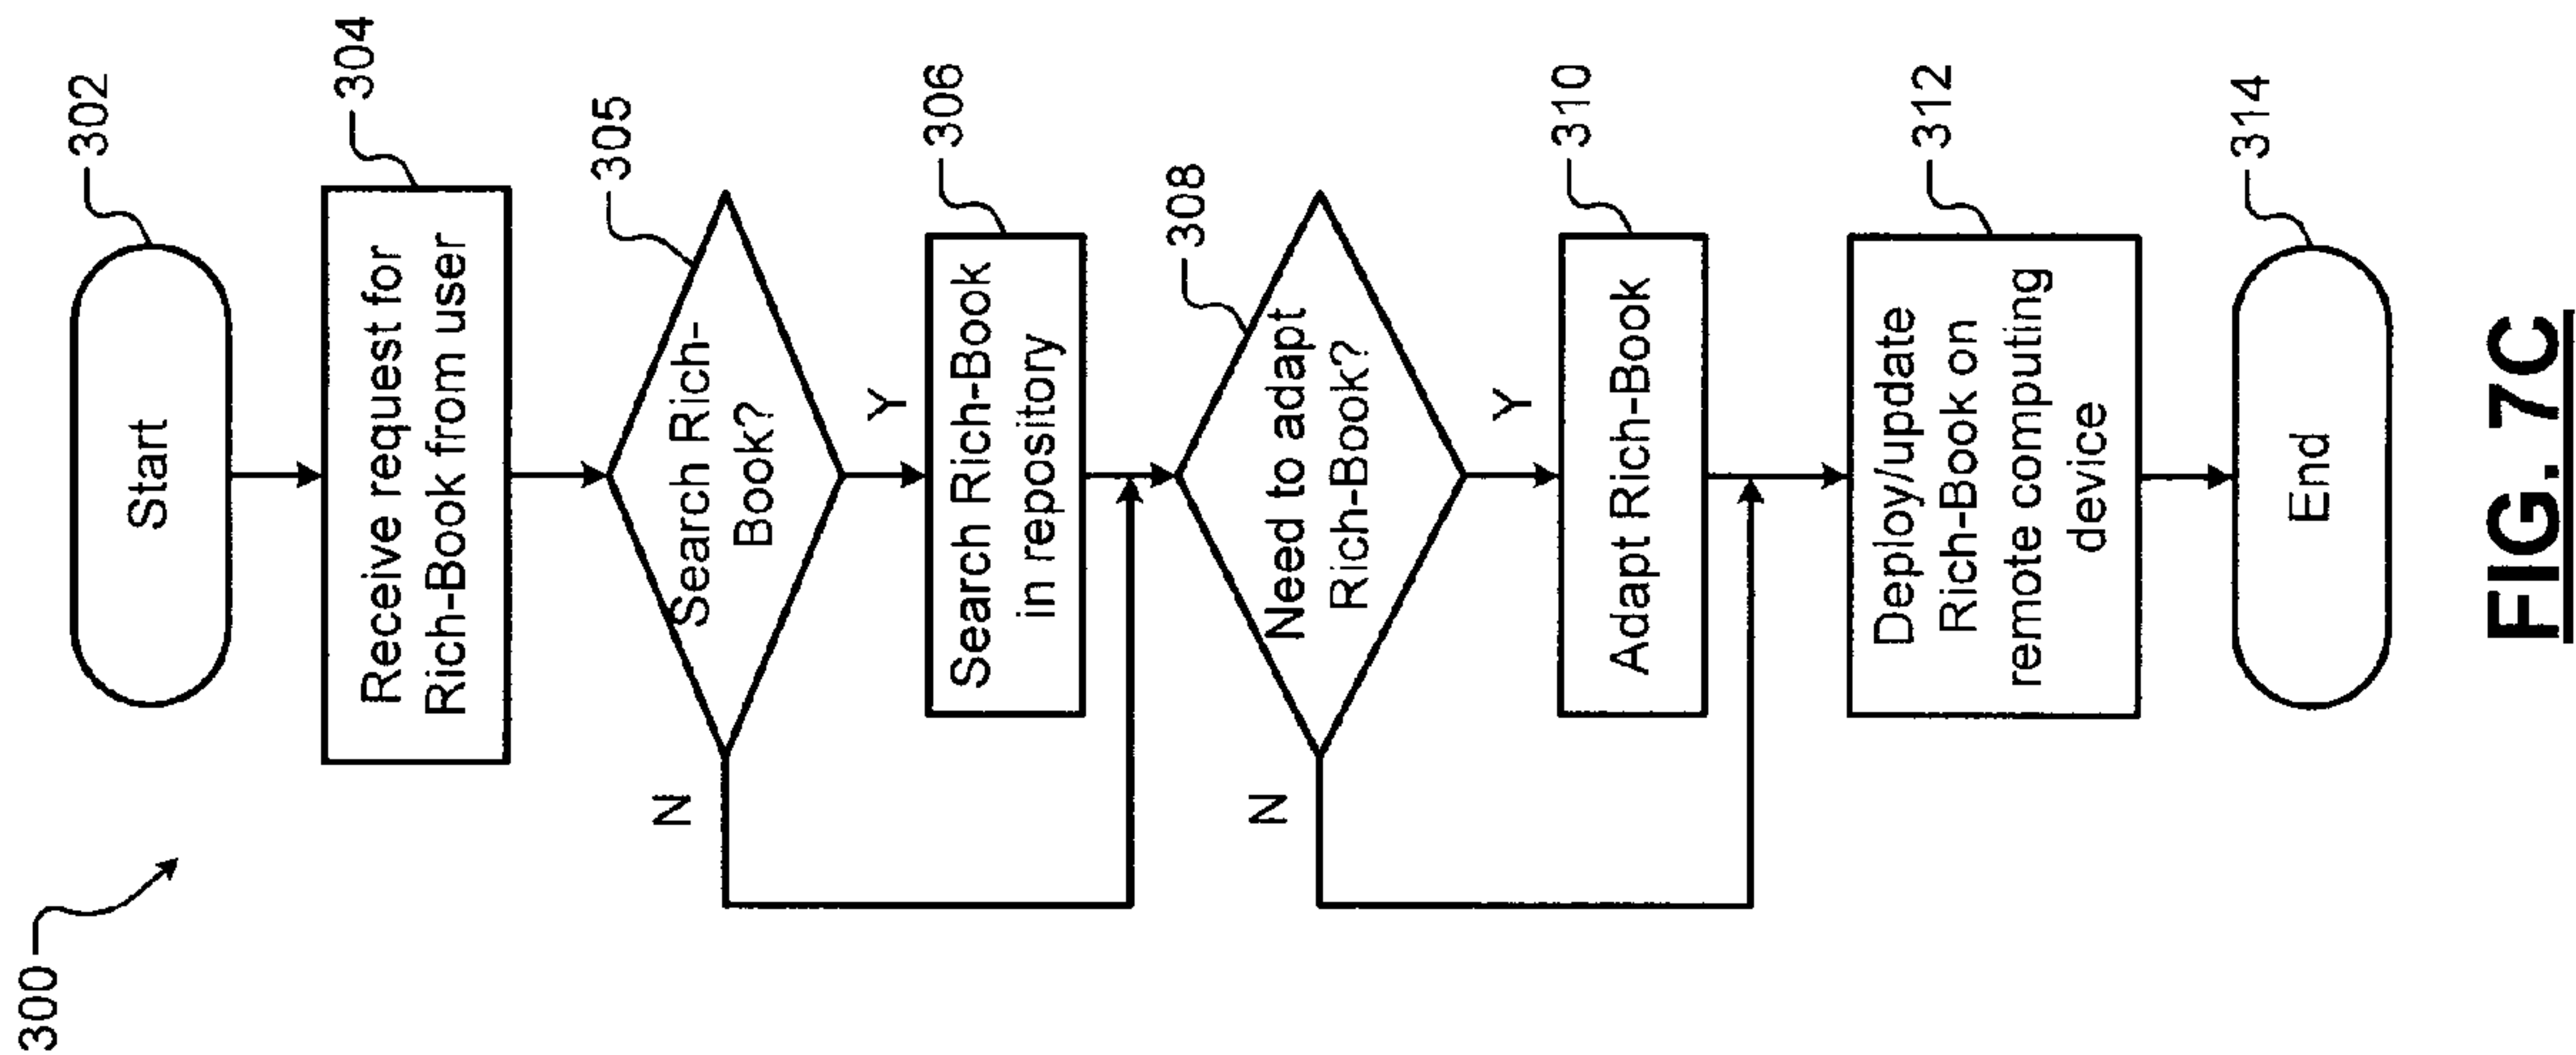 300
302
Start
304
Receive request for
Rich-Book from user
305
Search Rich-
Book?
N
Y
306
Search Rich-Book
in repository
308
Need to adapt
Rich-Book?
N
Y
310
Adapt Rich-Book
312
Deploy/update
Rich-Book on
remote computing
device
314
End
FIG. 7C